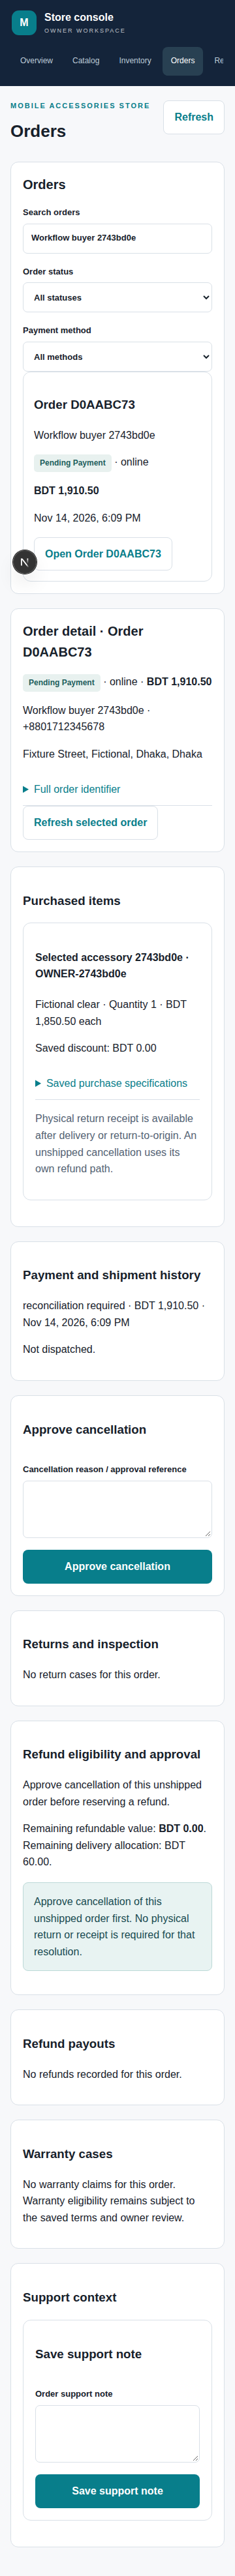 M
Store console
OWNER WORKSPACE
Overview Catalog Inventory Orders Re
MOBILE ACCESSORIES STORE
Orders
Refresh
Orders
Search orders
Workflow buyer 2743bd0e
Order status
All statuses
Payment method
All methods
Order D0AABC73
Workflow buyer 2743bd0e
Pending Payment · online
BDT 1,910.50
Nov 14, 2026, 6:09 PM
Open Order D0AABC73
N
Order detail · Order
D0AABC73
Pending Payment · online · BDT 1,910.50
Workflow buyer 2743bd0e ·
+8801712345678
Fixture Street, Fictional, Dhaka, Dhaka
▶ Full order identifier
Refresh selected order
Purchased items
Selected accessory 2743bd0e ·
OWNER-2743bd0e
Fictional clear · Quantity 1 · BDT
1,850.50 each
Saved discount: BDT 0.00
▶ Saved purchase specifications
Physical return receipt is available
after delivery or return-to-origin. An
unshipped cancellation uses its
own refund path.
Payment and shipment history
reconciliation required · BDT 1,910.50 ·
Nov 14, 2026, 6:09 PM
Not dispatched.
Approve cancellation
Cancellation reason / approval reference
Approve cancellation
Returns and inspection
No return cases for this order.
Refund eligibility and approval
Approve cancellation of this unshipped
order before reserving a refund.
Remaining refundable value: BDT 0.00.
Remaining delivery allocation: BDT
60.00.
Approve cancellation of this
unshipped order first. No physical
return or receipt is required for that
resolution.
Refund payouts
No refunds recorded for this order.
Warranty cases
No warranty claims for this order.
Warranty eligibility remains subject to
the saved terms and owner review.
Support context
Save support note
Order support note
Save support note